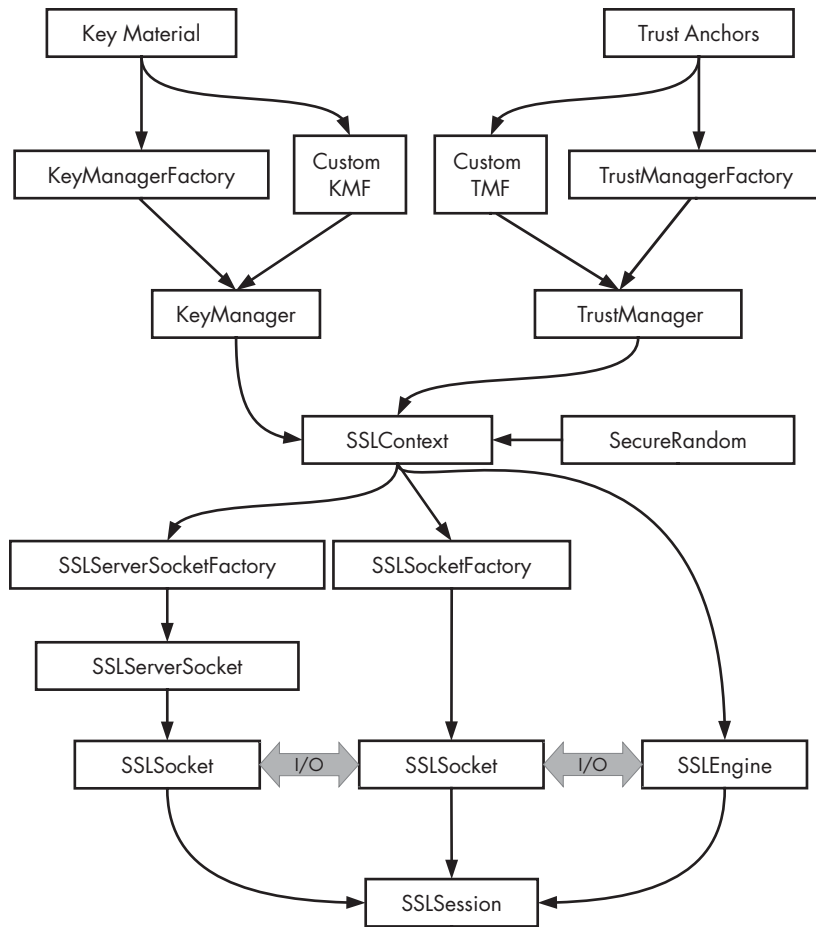 Key Material
Trust Anchors
KeyManagerFactory
Custom
KMF
Custom
TMF
TrustManagerFactory
KeyManager
TrustManager
SSLContext
SecureRandom
SSLServerSocketFactory
SSLSocketFactory
SSLServerSocket
SSLSocket
I/O
SSLSocket
I/O
SSLEngine
SSLSession